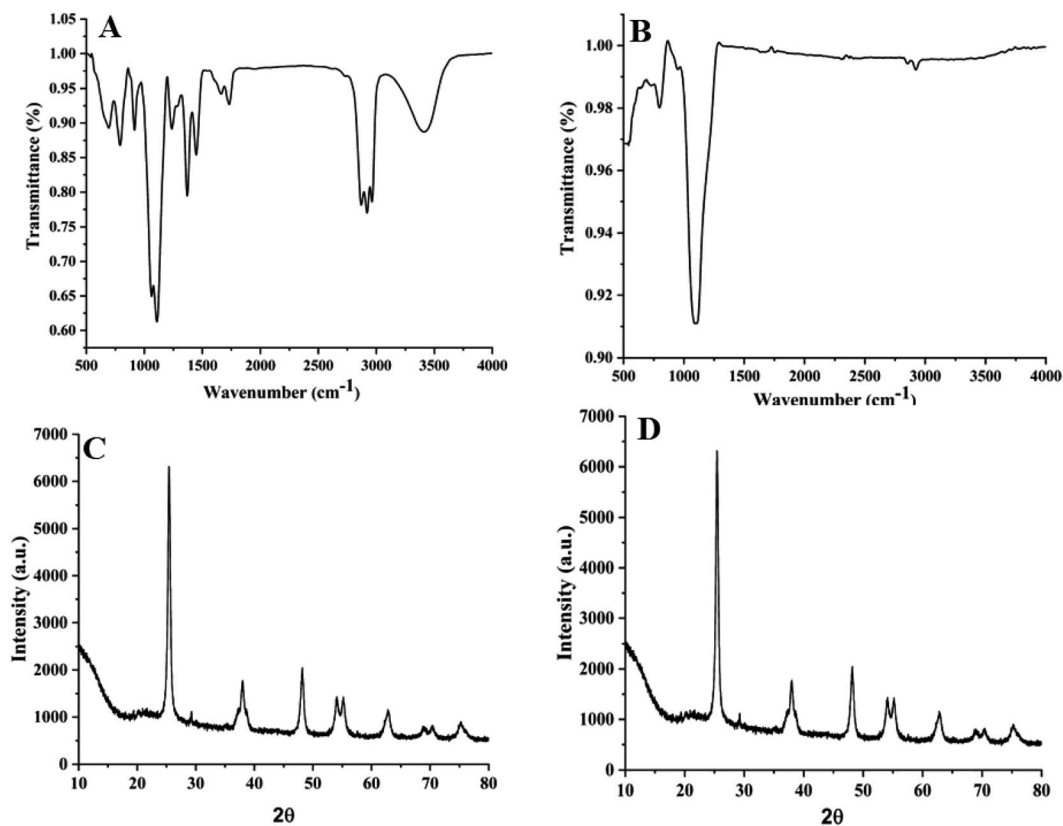 A
1.05
1.00
0.95
0.90
0.85
0.80
0.75
0.70
0.65
0.60
Transmittance (%)
500 1000 1500 2000 2500 3000 3500 4000
Wavenumber (cm-1)
B
1.00
0.98
0.96
0.94
0.92
0.90
Transmittance (%)
500 1000 1500 2000 2500 3000 3500 4000
Wavenumber (cm-1)
C
7000
6000
5000
4000
3000
2000
1000
0
Intensity (a.u.)
10 20 30 40 50 60 70 80
2θ
D
7000
6000
5000
4000
3000
2000
1000
0
Intensity (a.u.)
10 20 30 40 50 60 70 80
2θ